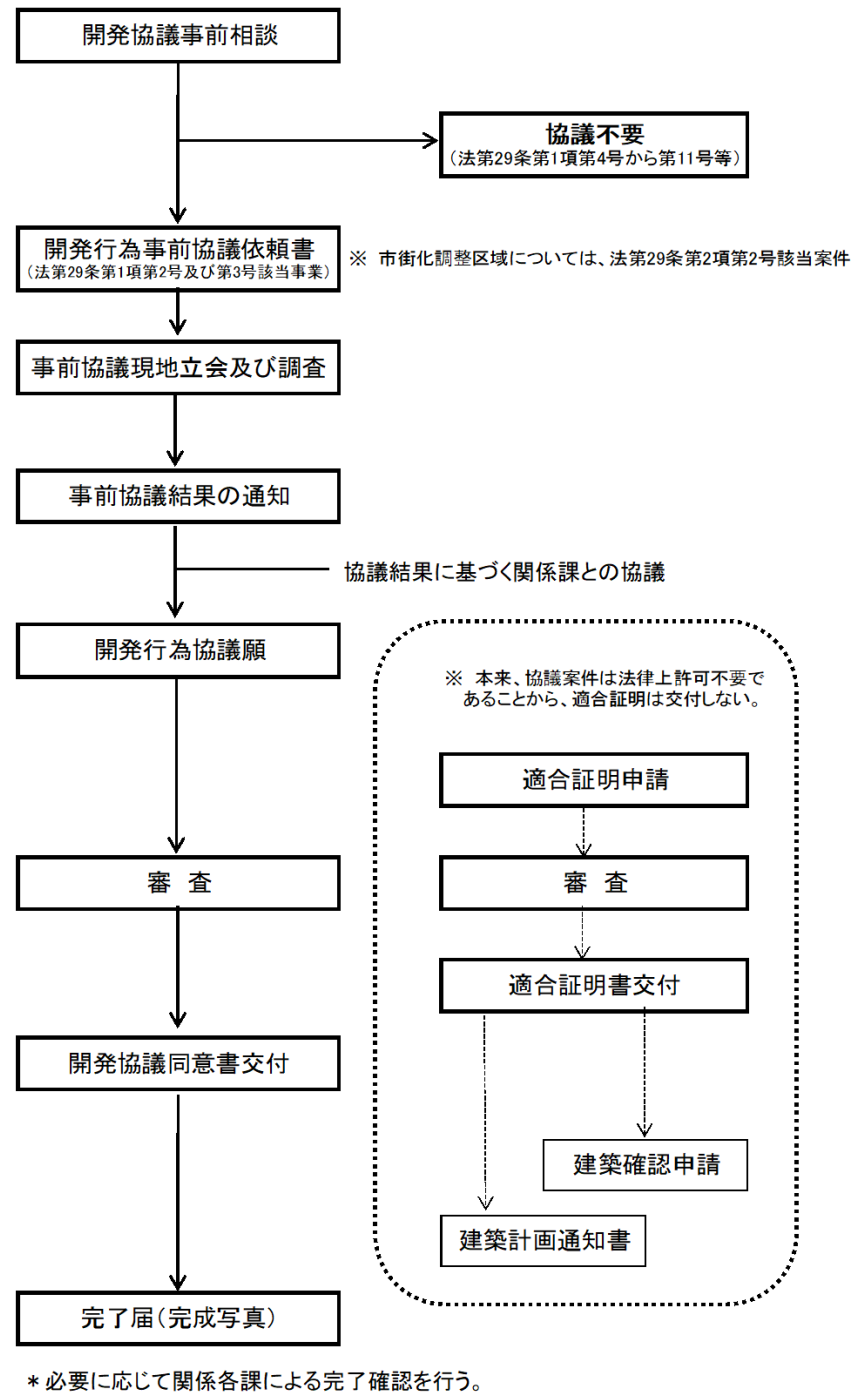 開発協議事前相談
協議不要
（法第29条第1項第4号から第11号等）
開発行為事前協議依頼書
（法第29条第1項第2号及び第3号該当事業）
※ 市街化調整区域については、法第29条第2項第2号該当案件
事前協議現地立会及び調査
事前協議結果の通知
協議結果に基づく関係課との協議
開発行為協議願
※ 本来、協議案件は法律上許可不要で
あることから、適合証明は交付しない。
適合証明申請
審 査
審 査
適合証明書交付
開発協議同意書交付
建築確認申請
建築計画通知書
完了届（完成写真）
＊必要に応じて関係各課による完了確認を行う。